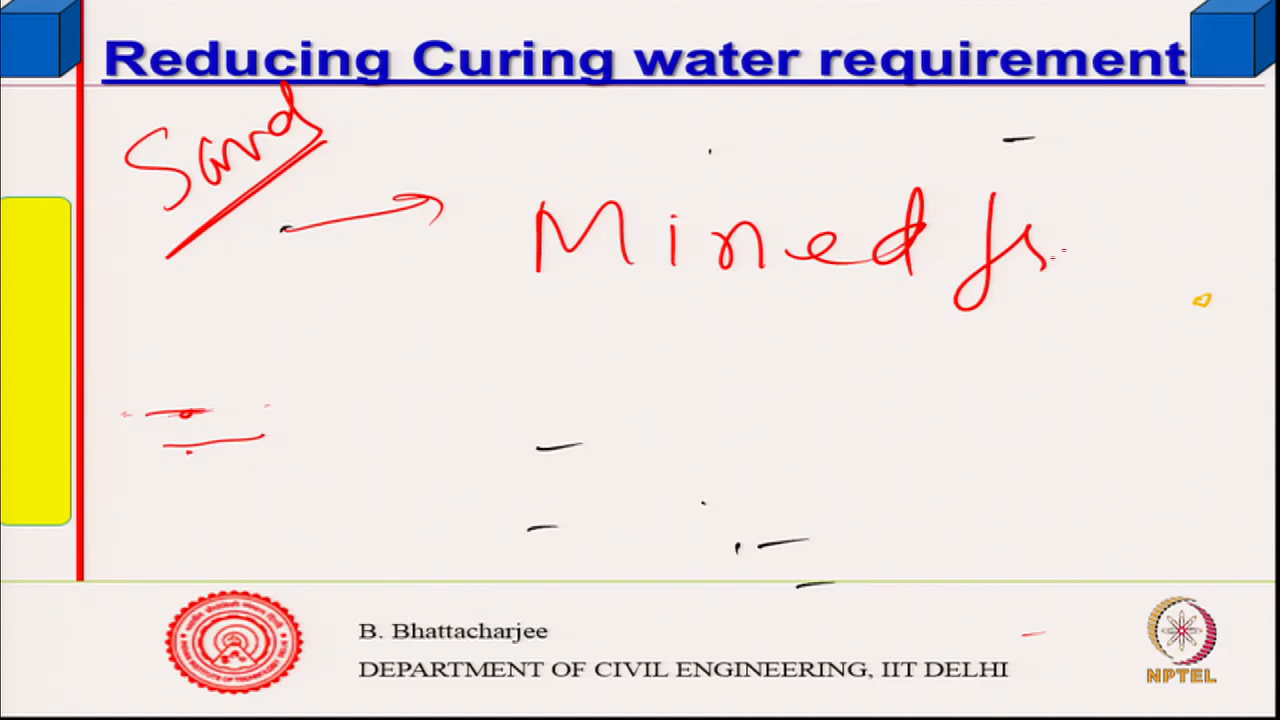 Reducing Curing water requirement
Sand
Mined
B. Bhattacharjee
DEPARTMENT OF CIVIL ENGINEERING, IIT DELHI
NPTEL